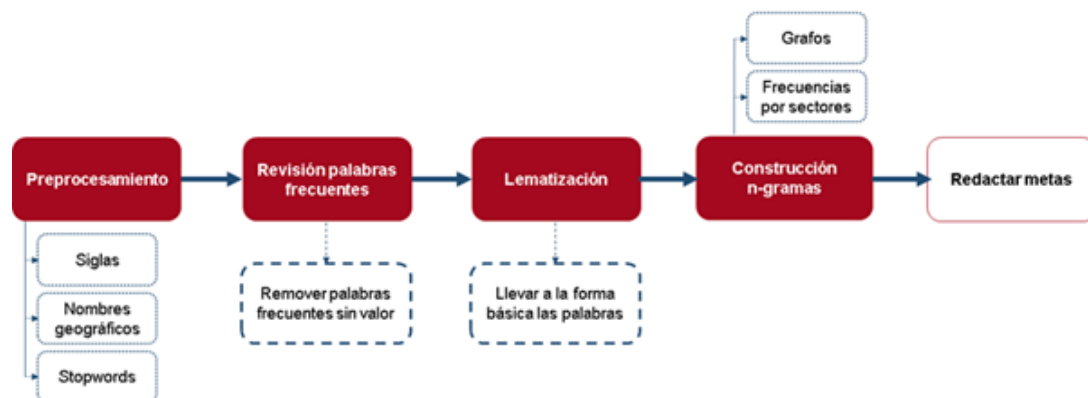 Grafos
Frecuencias
por sectores
Preprocesamiento
Revisión palabras
frecuentes
Lematización
Construcción
n-gramas
Redactar metas
Siglas
Nombres
geográficos
Stopwords
Remover palabras
frecuentes sin valor
Llevar a la forma
básica las palabras